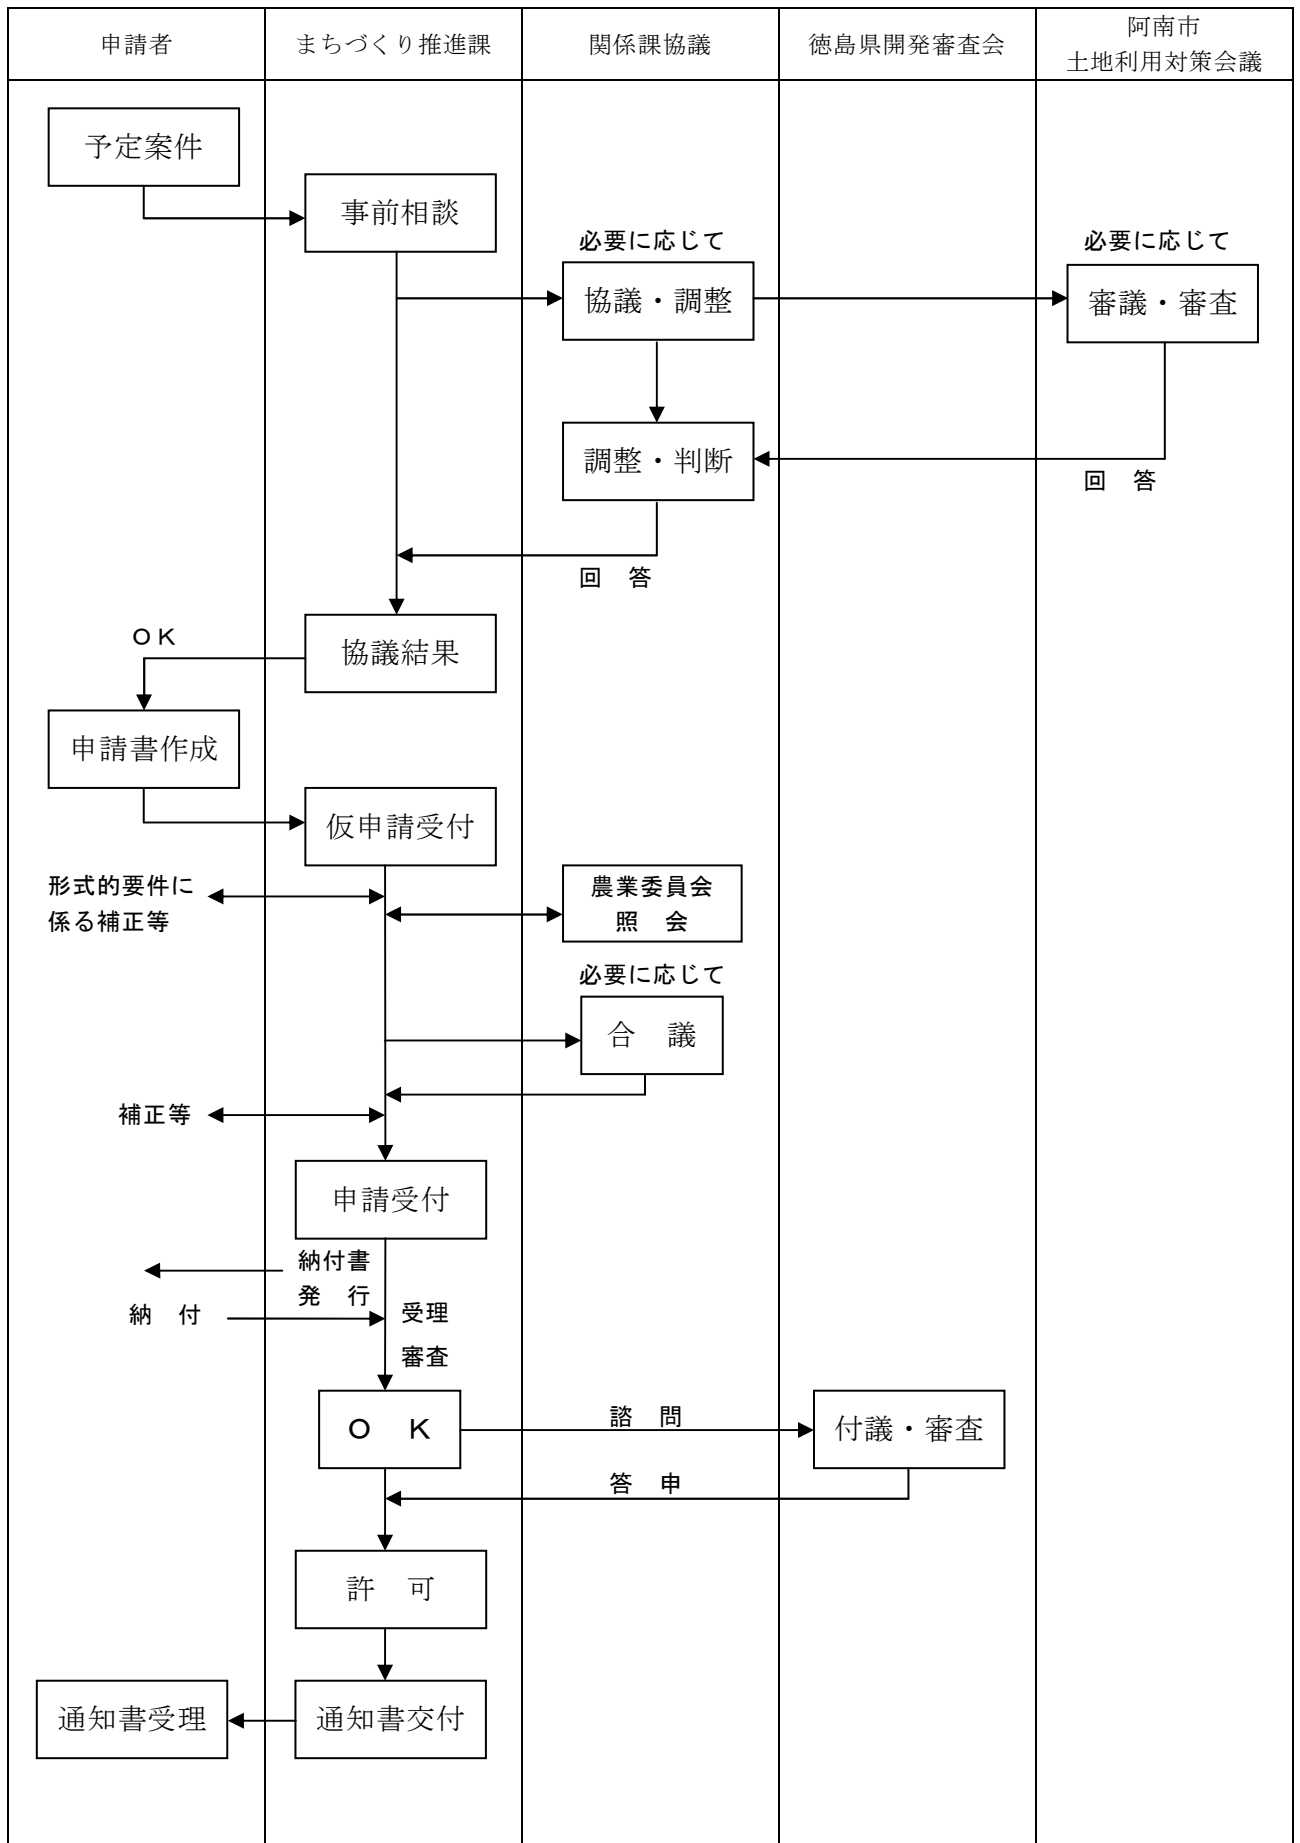 申請者
まちづくり推進課
関係課協議
徳島県開発審査会
阿南市
土地利用対策会議
予定案件
事前相談
必要に応じて
必要に応じて
協議・調整
審議・審査
調整・判断
回　答
回　答
ＯＫ
協議結果
申請書作成
仮申請受付
形式的要件に
係る補正等
農業委員会
照　会
必要に応じて
合　議
補正等
申請受付
納付書
発　行
納　付
受理
審査
Ｏ　Ｋ
諮　問
付議・審査
答　申
許　可
通知書受理
通知書交付